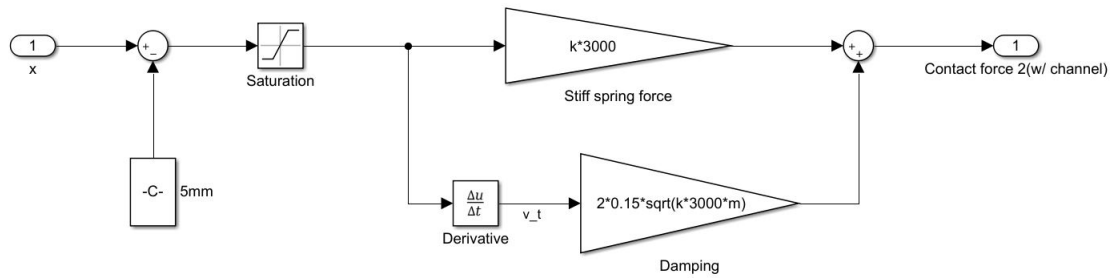 1
x
+
−
Saturation
-C-
5mm
k*3000
Stiff spring force
Δu
Δt
Derivative
v_t
2*0.15*sqrt(k*3000*m)
Damping
+
+
1
Contact force 2(w/ channel)